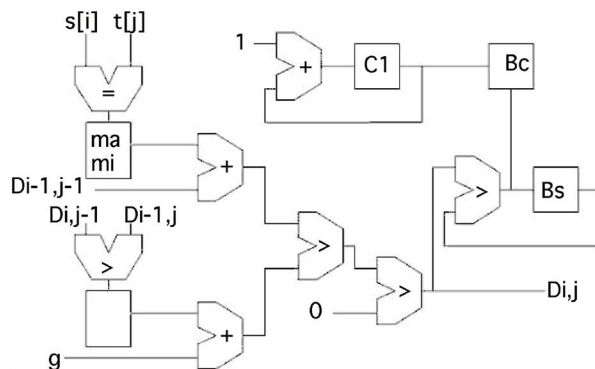 s[i] t[j]
1
+
C1
Bc
=
ma
mi
+
Di-1,j-1
>
Bs
Di,j-1 Di-1,j
>
>
>
Di,j
0
+
g